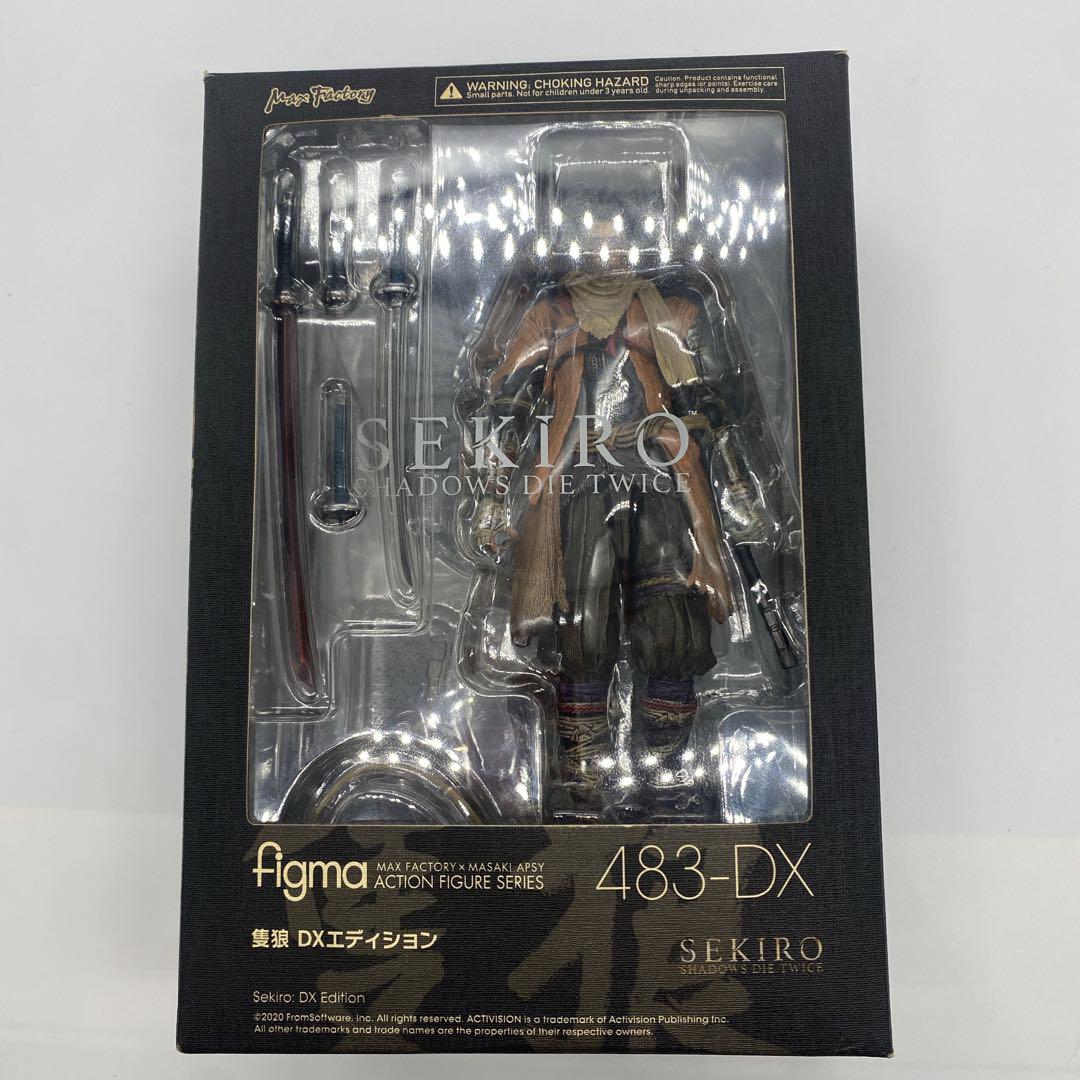 Max Factory
WARNING: CHOKING HAZARD
Small parts. Not for children under 3 years old.
Caution: Product contains functional
sharp edges (or points). Exercise care
during unpacking and assembly.
SEKIRO™
SHADOWS DIE TWICE
figma
MAX FACTORY × MASAKI APSY
ACTION FIGURE SERIES
483-DX
隻狼 DXエディション
SEKIRO
SHADOWS DIE TWICE
Sekiro: DX Edition
©2020 FromSoftware, Inc. All rights reserved. ACTIVISION is a trademark of Activision Publishing Inc.
All other trademarks and trade names are the properties of their respective owners.
隻狼